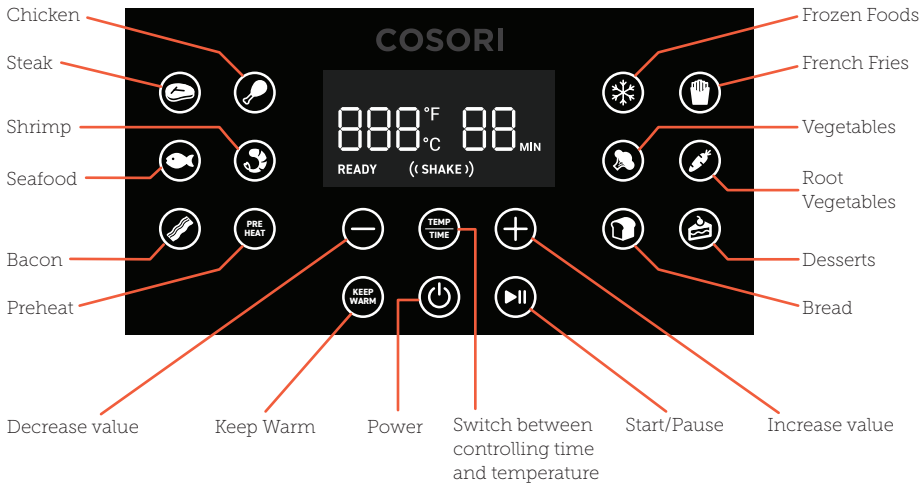 Chicken
Frozen Foods
COSORI
Steak
French Fries
888 °F °C 88 MIN
Shrimp
Vegetables
READY ((SHAKE))
Seafood
Root
Vegetables
PRE
HEAT
TEMP
TIME
Bacon
Desserts
Preheat
KEEP
WARM
Bread
Decrease value
Keep Warm
Power
Switch between
controlling time
and temperature
Start/Pause
Increase value